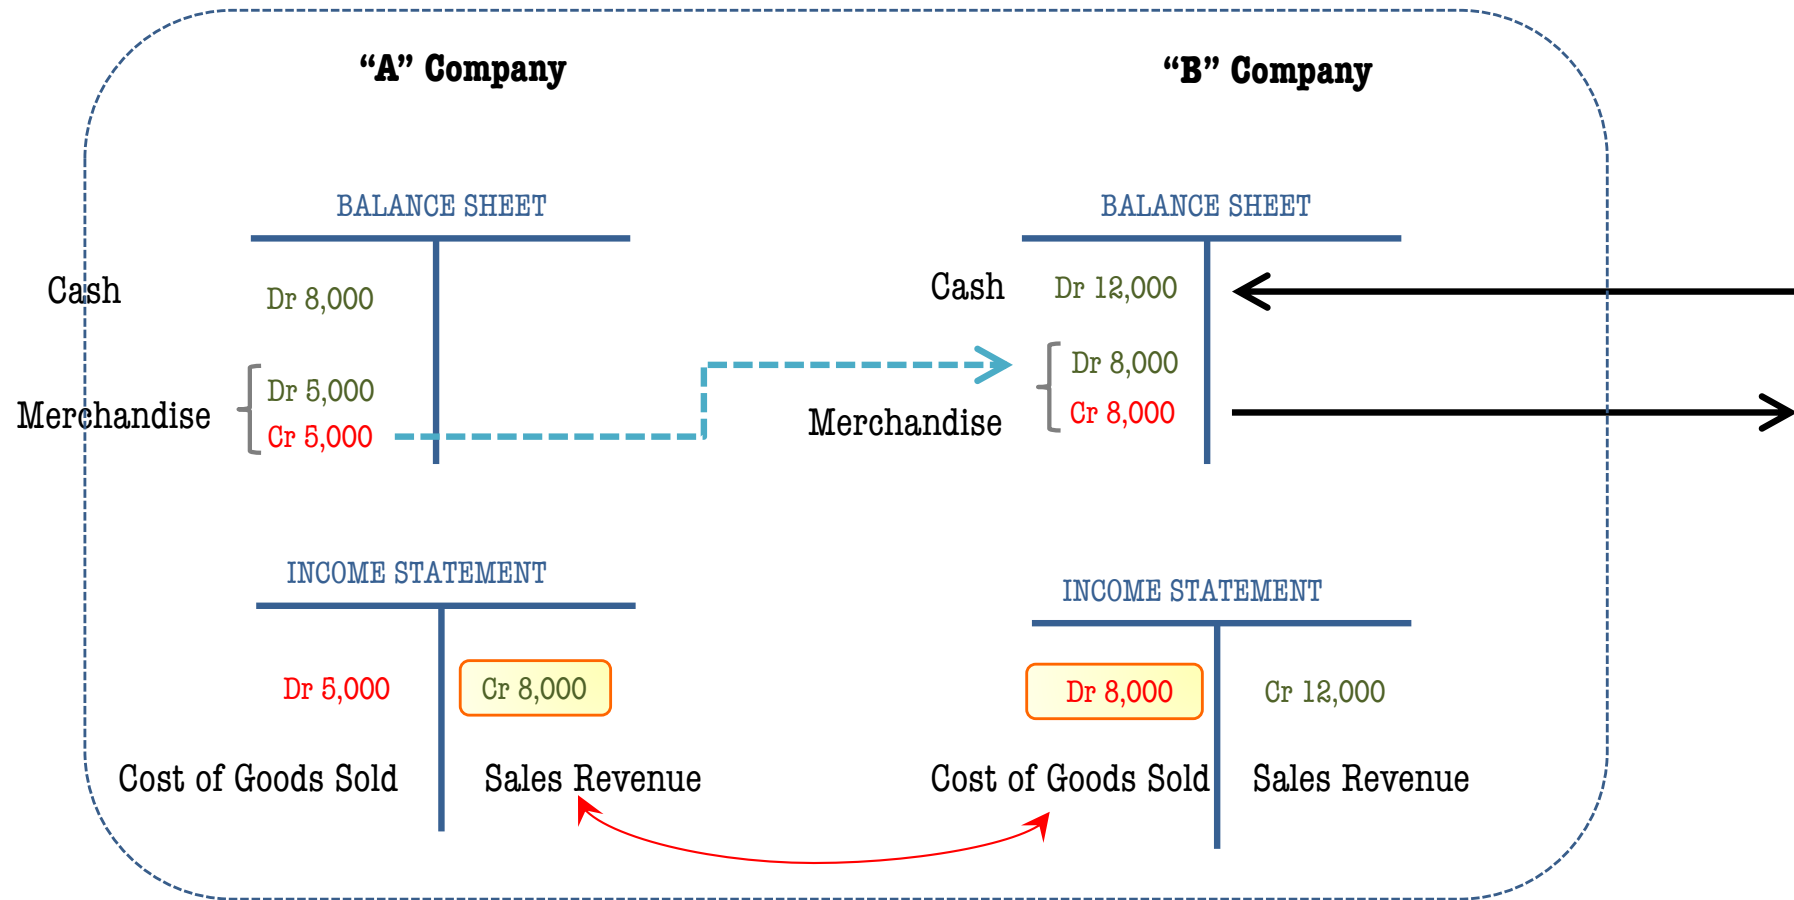 “A” Company
BALANCE SHEET
Cash
Dr 8,000
Merchandise
Dr 5,000
Cr 5,000
INCOME STATEMENT
Dr 5,000
Cr 8,000
Cost of Goods Sold
Sales Revenue
“B” Company
BALANCE SHEET
Cash
Dr 12,000
Merchandise
Dr 8,000
Cr 8,000
INCOME STATEMENT
Dr 8,000
Cr 12,000
Cost of Goods Sold
Sales Revenue